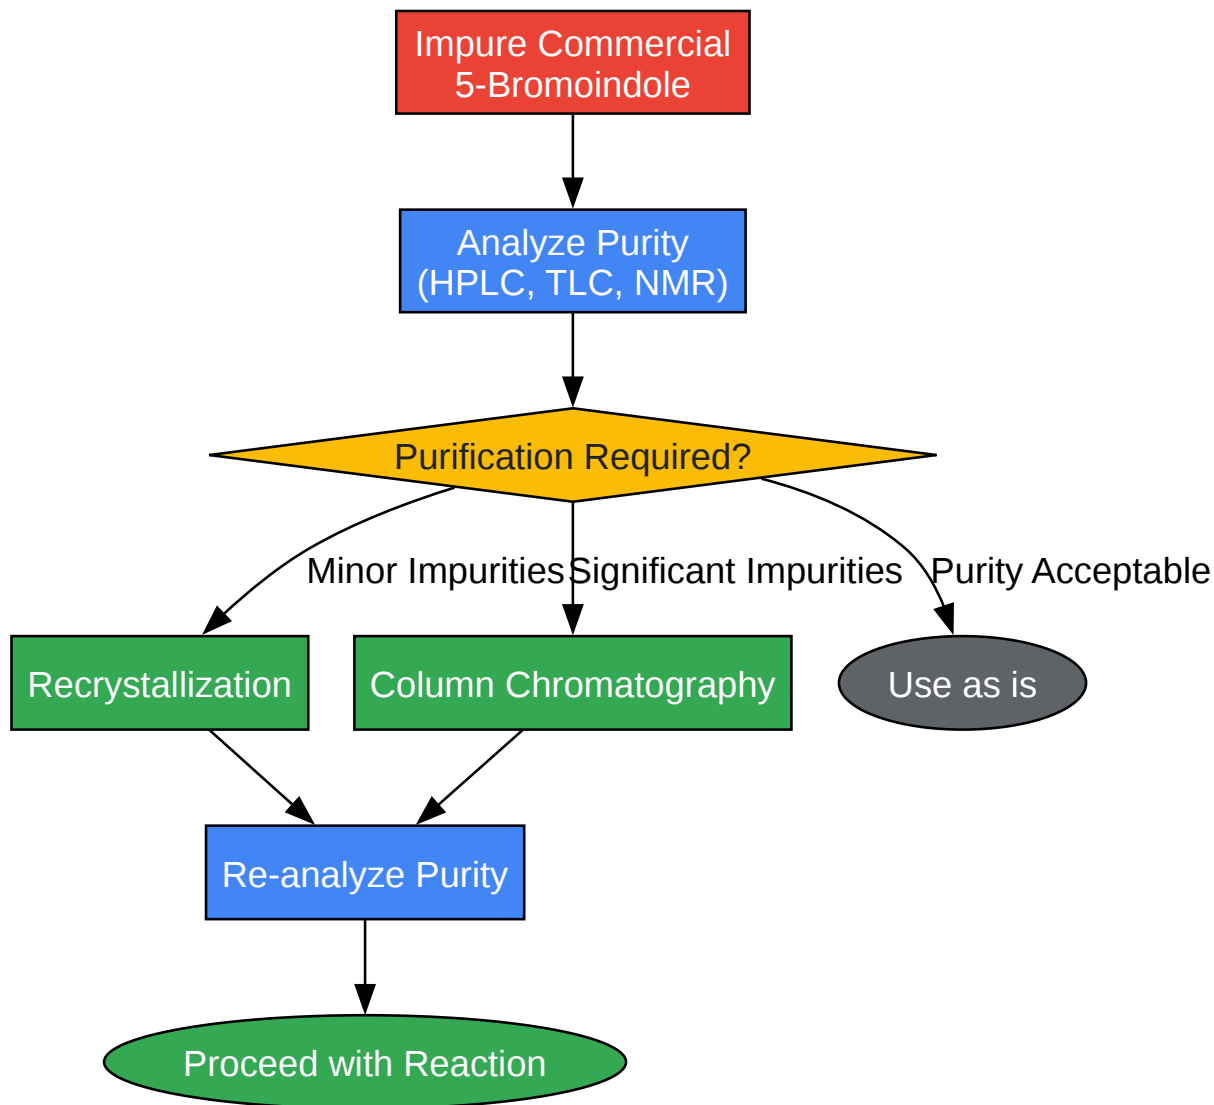 Impure Commercial
5-Bromoindole
Analyze Purity
(HPLC, TLC, NMR)
Purification Required?
Minor Impurities
Significant Impurities
Purity Acceptable
Recrystallization
Column Chromatography
Use as is
Re-analyze Purity
Proceed with Reaction